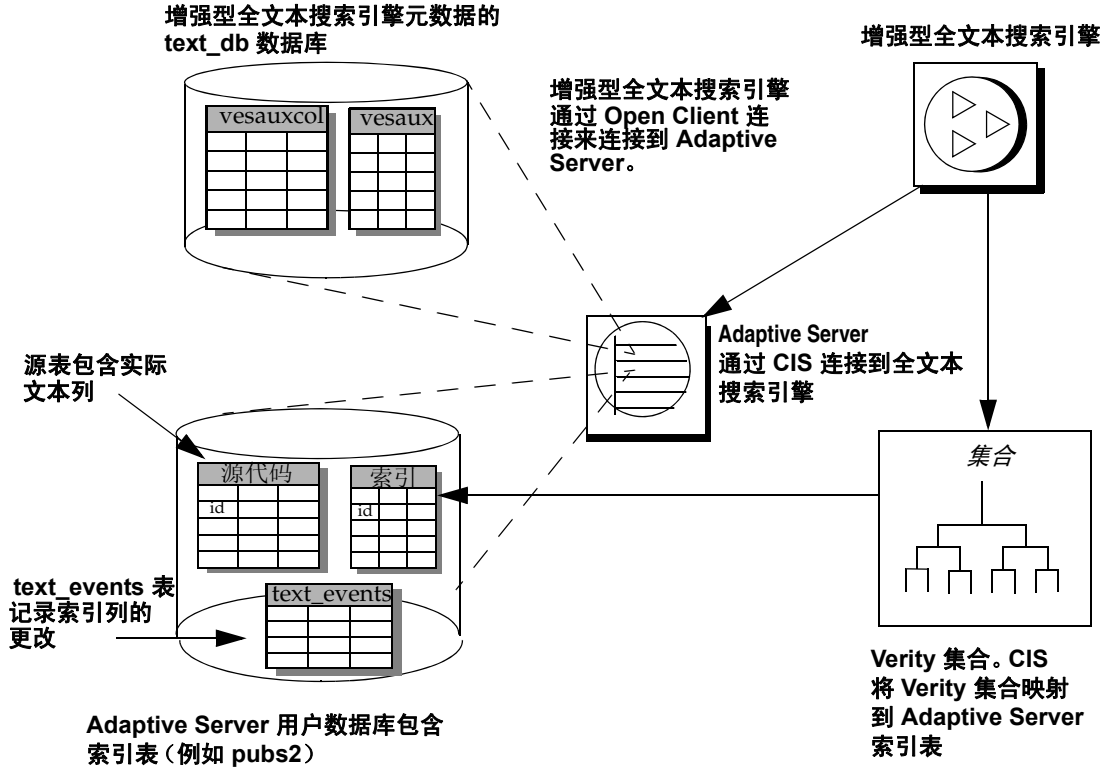 增强型全文本搜索引擎元数据的
text_db 数据库
增强型全文本搜索引擎
vesauxcol
vesaux
增强型全文本搜索引擎
通过 Open Client 连
接来连接到 Adaptive
Server。
Adaptive Server
通过 CIS 连接到全文本
搜索引擎
源表包含实际
文本列
源代码
id
索引
id
集合
text_events 表
记录索引列的
更改
text_events
Verity 集合。CIS
将 Verity 集合映射
到 Adaptive Server
索引表
Adaptive Server 用户数据库包含
索引表（例如 pubs2）